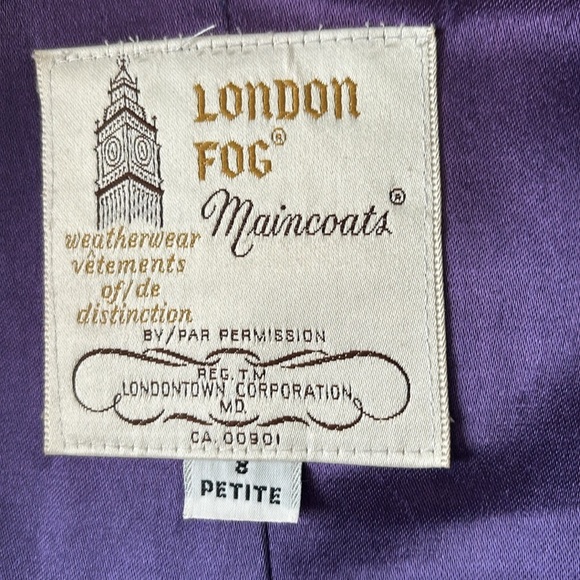 LONDON
FOG®
Maincoats®
weatherwear
vêtements
of/de
distinction
BY/PAR PERMISSION
REG. T.M
LONDONTOWN CORPORATION
MD.
CA. 00901
8
PETITE